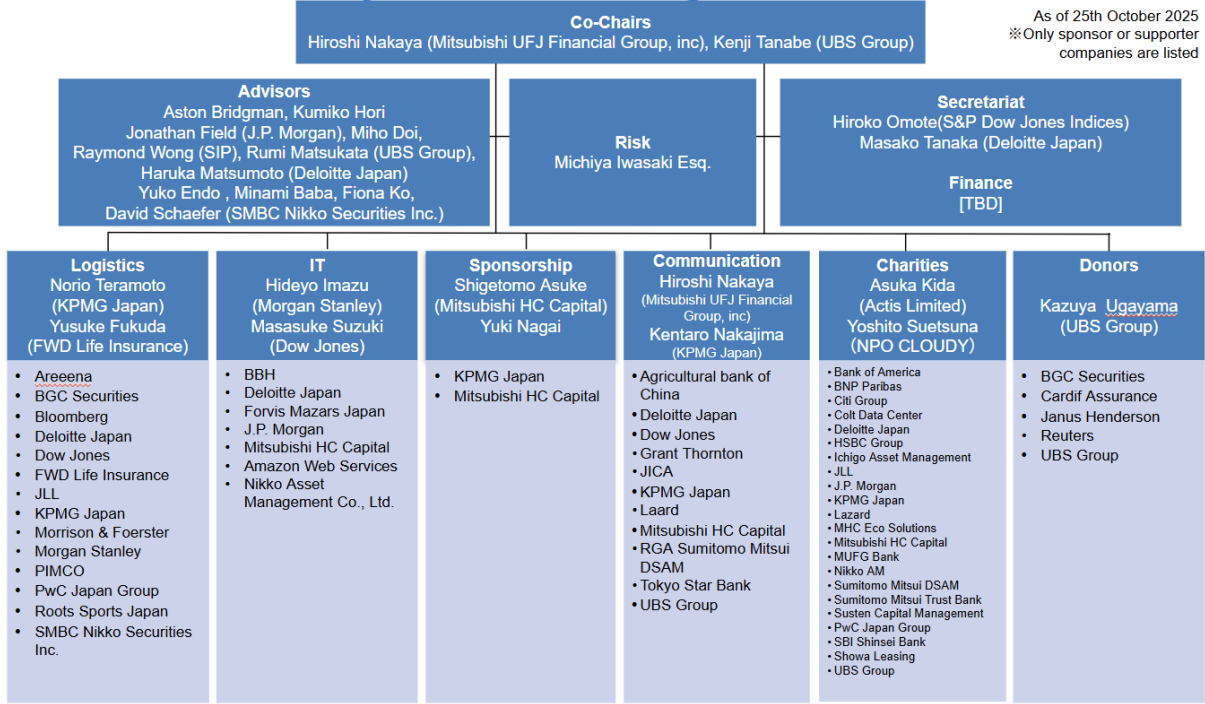 Co-Chairs
Hiroshi Nakaya (Mitsubishi UFJ Financial Group, inc), Kenji Tanabe (UBS Group)
As of 25th October 2025
※Only sponsor or supporter
companies are listed
Advisors
Aston Bridgman, Kumiko Hori
Jonathan Field (J.P. Morgan), Miho Doi,
Raymond Wong (SIP), Rumi Matsukata (UBS Group),
Haruka Matsumoto (Deloitte Japan)
Yuko Endo , Minami Baba, Fiona Ko,
David Schaefer (SMBC Nikko Securities Inc.)
Risk
Michiya Iwasaki Esq.
Secretariat
Hiroko Omote(S&P Dow Jones Indices)
Masako Tanaka (Deloitte Japan)
Finance
[TBD]
Logistics
Norio Teramoto
(KPMG Japan)
Yusuke Fukuda
(FWD Life Insurance)
• Areeena
• BGC Securities
• Bloomberg
• Deloitte Japan
• Dow Jones
• FWD Life Insurance
• JLL
• KPMG Japan
• Morrison & Foerster
• Morgan Stanley
• PIMCO
• PwC Japan Group
• Roots Sports Japan
• SMBC Nikko Securities
Inc.
IT
Hideyo Imazu
(Morgan Stanley)
Masasuke Suzuki
(Dow Jones)
• BBH
• Deloitte Japan
• Forvis Mazars Japan
• J.P. Morgan
• Mitsubishi HC Capital
• Amazon Web Services
• Nikko Asset
Management Co., Ltd.
Sponsorship
Shigetomo Asuke
(Mitsubishi HC Capital)
Yuki Nagai
• KPMG Japan
• Mitsubishi HC Capital
Communication
Hiroshi Nakaya
(Mitsubishi UFJ Financial
Group, inc)
Kentaro Nakajima
(KPMG Japan)
• Agricultural bank of
China
• Deloitte Japan
• Dow Jones
• Grant Thornton
• JICA
• KPMG Japan
• Laard
• Mitsubishi HC Capital
• RGA Sumitomo Mitsui
DSAM
• Tokyo Star Bank
• UBS Group
Charities
Asuka Kida
(Actis Limited)
Yoshito Suetsuna
（NPO CLOUDY）
• Bank of America
• BNP Paribas
• Citi Group
• Colt Data Center
• Deloitte Japan
• HSBC Group
• Ichigo Asset Management
• JLL
• J.P. Morgan
• KPMG Japan
• Lazard
• MHC Eco Solutions
• Mitsubishi HC Capital
• MUFG Bank
• Nikko AM
• Sumitomo Mitsui DSAM
• Sumitomo Mitsui Trust Bank
• Susten Capital Management
• PwC Japan Group
• SBI Shinsei Bank
• Showa Leasing
• UBS Group
Donors
Kazuya Ugayama
(UBS Group)
• BGC Securities
• Cardif Assurance
• Janus Henderson
• Reuters
• UBS Group